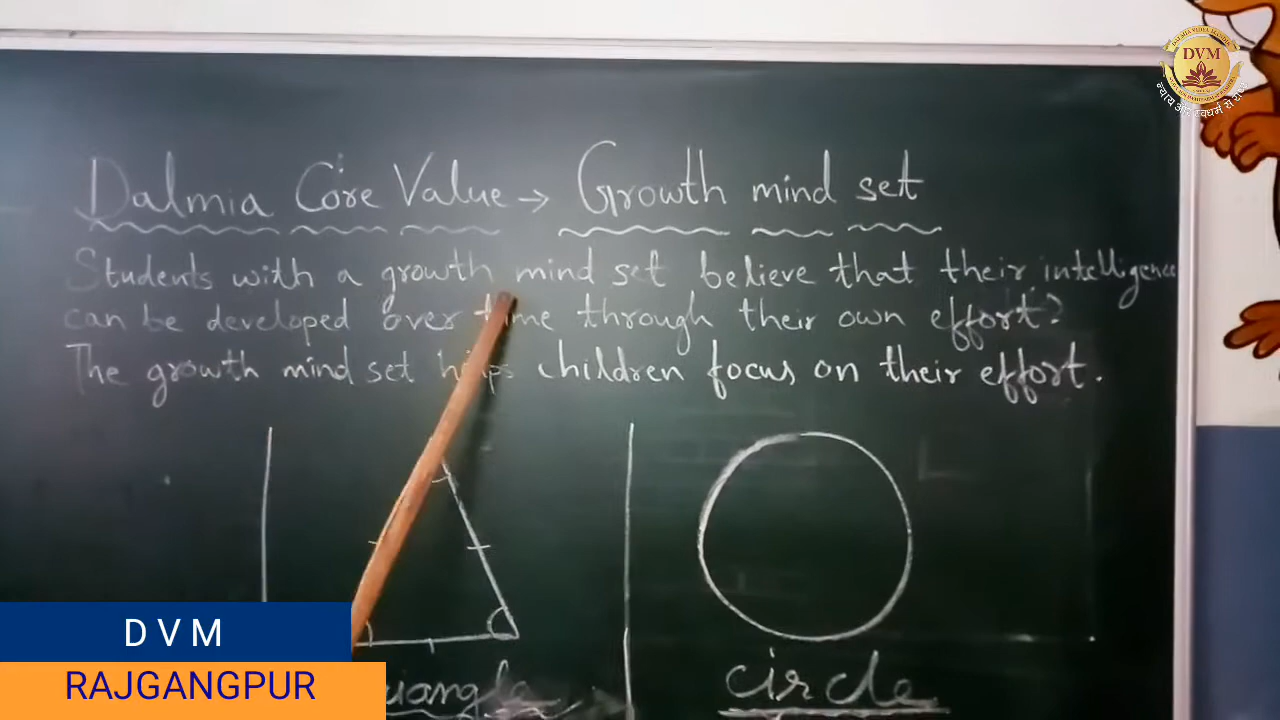 DVM
Dalmia Core Value → Growth mind set
Students with a growth mind set believe that their intelligence
can be developed over time through their own effort.
The growth mind set helps children focus on their effort.
circle
D V M
RAJGANGPUR